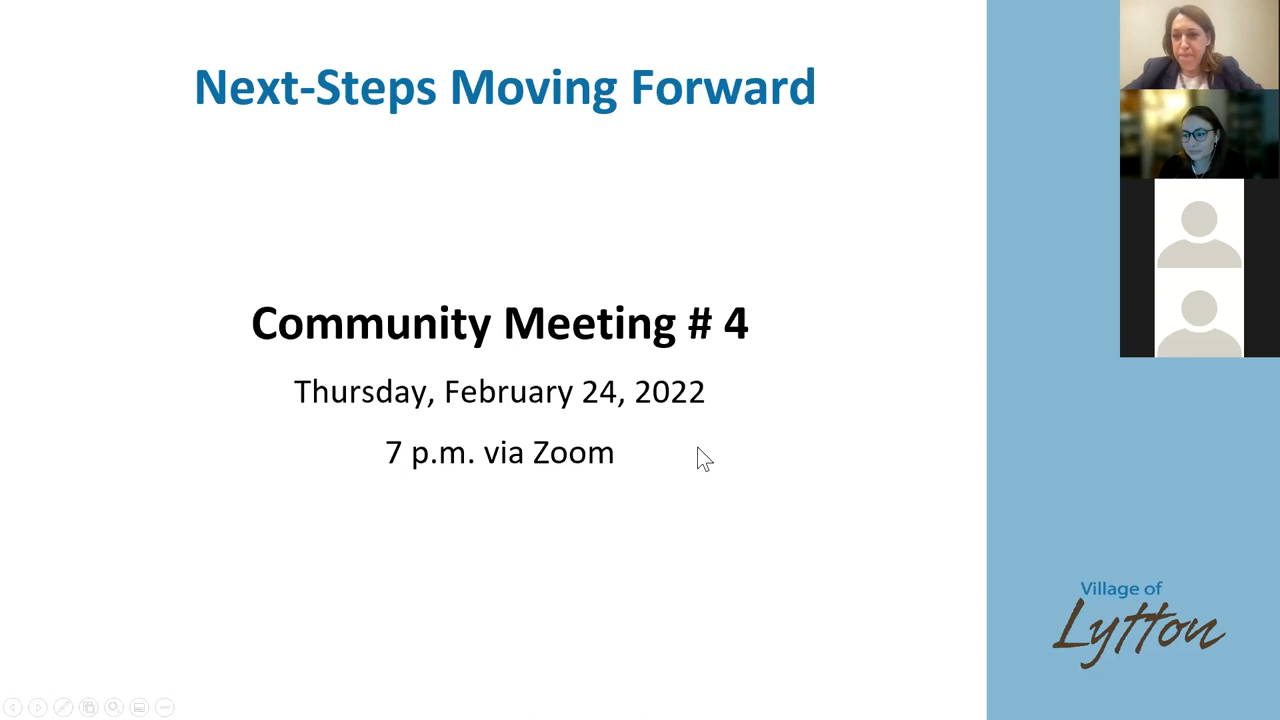 Next-Steps Moving Forward
Community Meeting # 4
Thursday, February 24, 2022
7 p.m. via Zoom
Village of
Lytton